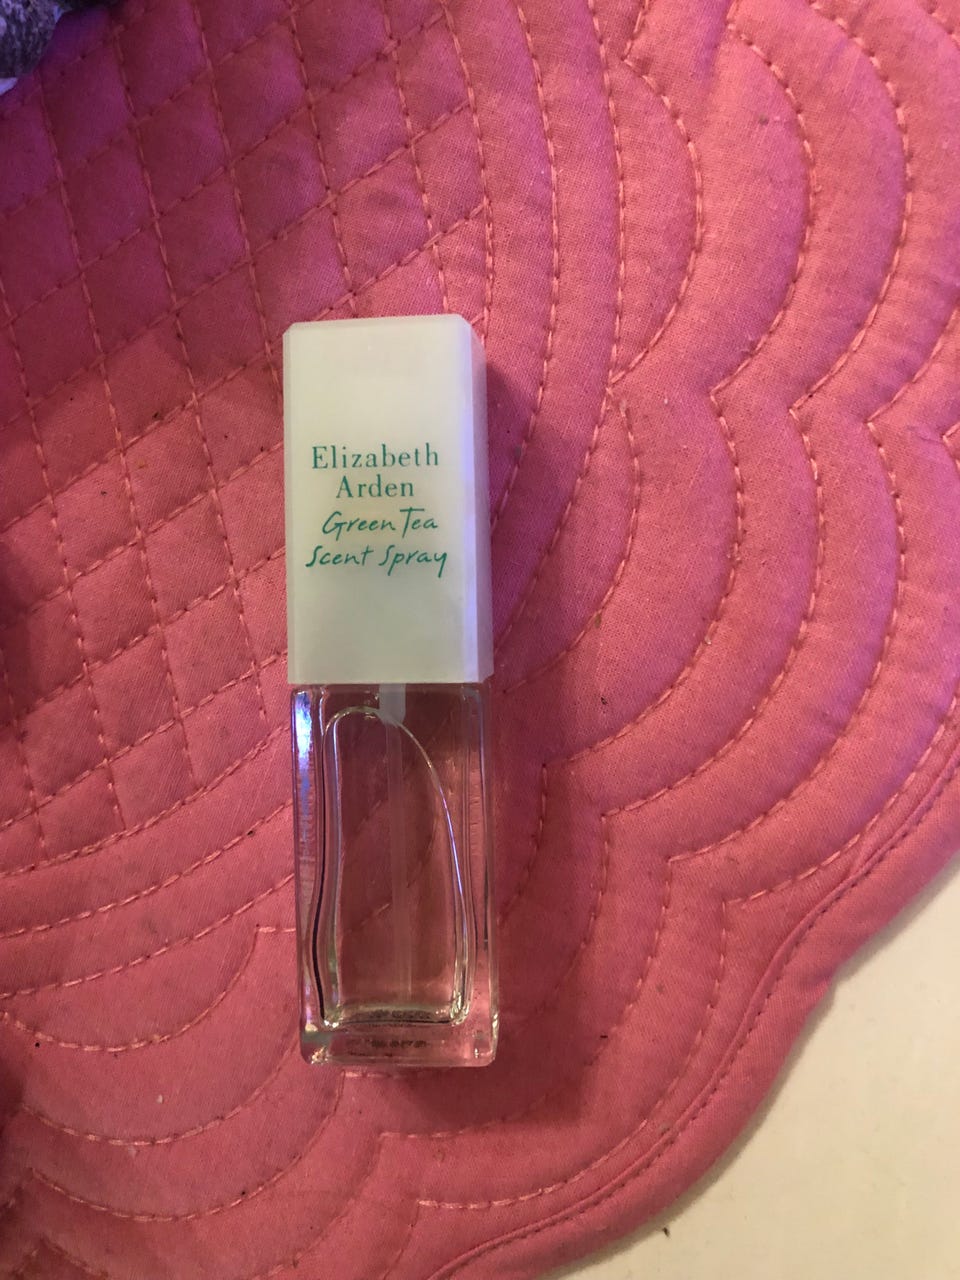 Elizabeth
Arden
Green Tea
Scent Spray